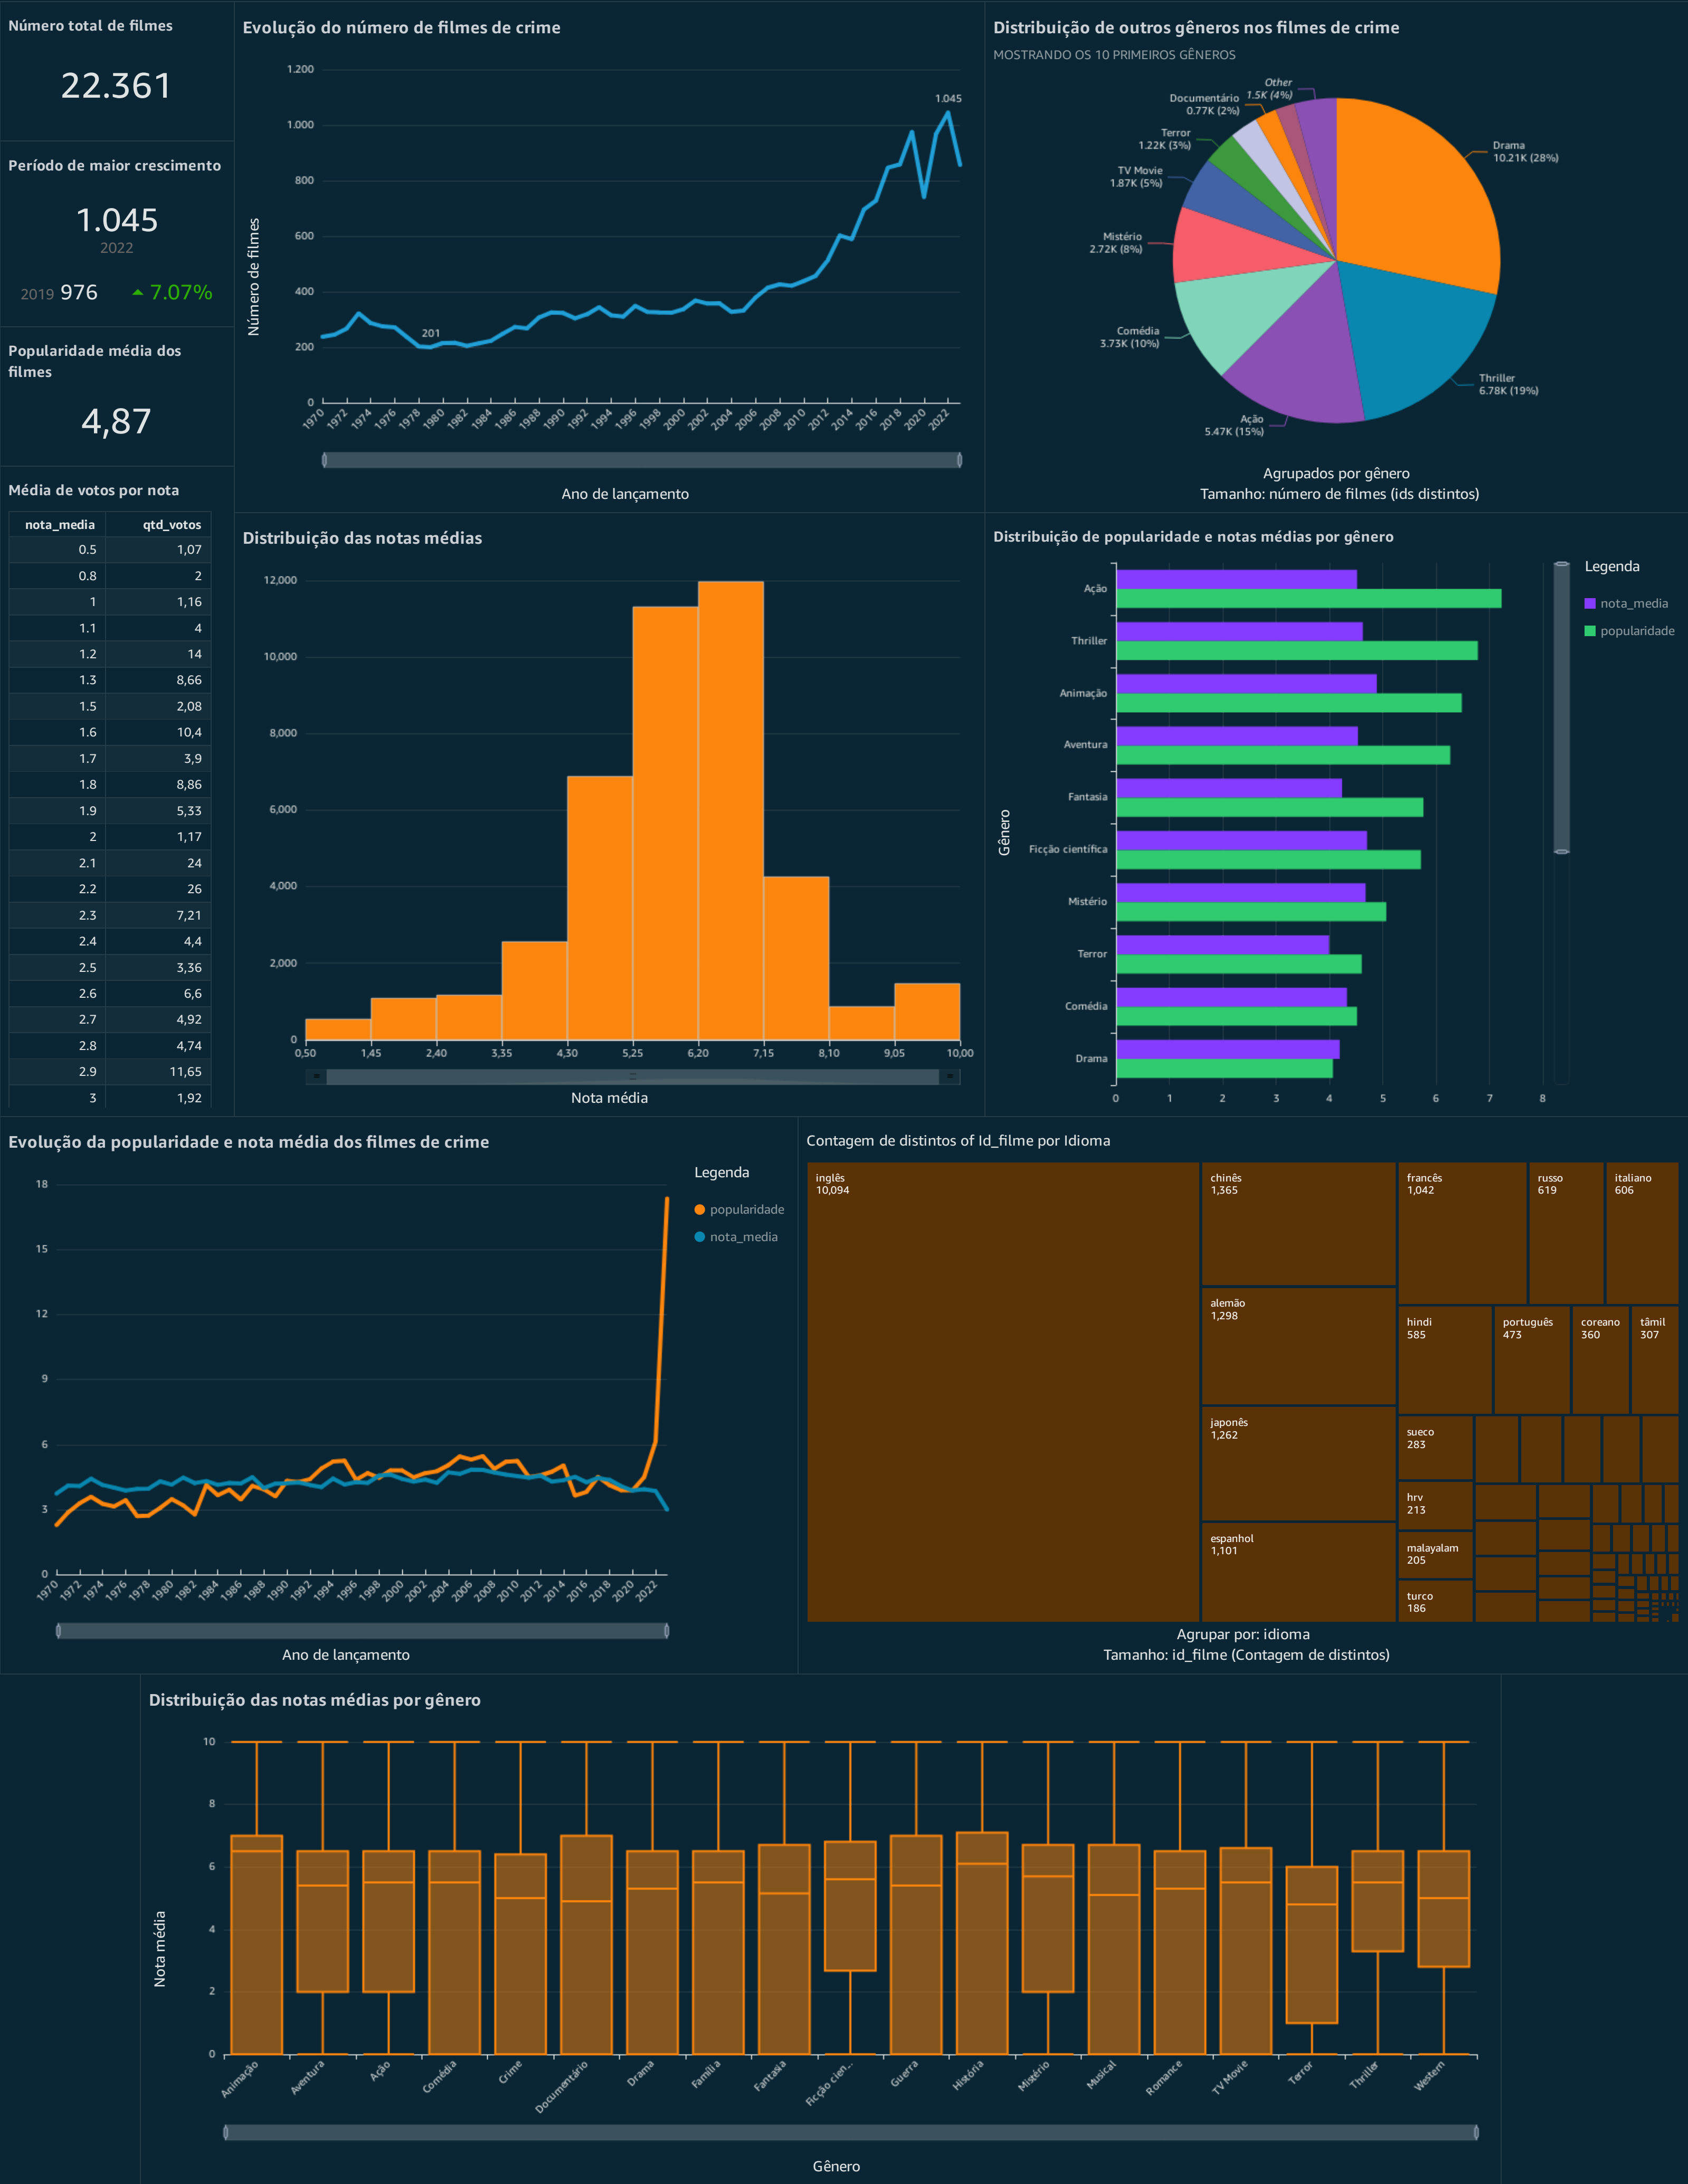 Número total de filmes
22.361
Período de maior crescimento
1.045
2022
2019 976 7.07%
Popularidade média dos
filmes
4,87
Média de votos por nota
nota_media qtd_votos
0.5 1,07
0.8 2
1 1,16
1.1 4
1.2 14
1.3 8,66
1.5 2,08
1.6 10,4
1.7 3,9
1.8 8,86
1.9 5,33
2 1,17
2.1 24
2.2 26
2.3 7,21
2.4 4,4
2.5 3,36
2.6 6,6
2.7 4,92
2.8 4,74
2.9 11,65
3 1,92
Evolução do número de filmes de crime
Número de filmes
1.200
1.000
800
600
400
200
0
1.045
201
1970 1972 1974 1976 1978 1980 1982 1984 1986 1988 1990 1992 1994 1996 1998 2000 2002 2004 2006 2008 2010 2012 2014 2016 2018 2020 2022
Ano de lançamento
Distribuição de outros gêneros nos filmes de crime
MOSTRANDO OS 10 PRIMEIROS GÊNEROS
Other
1.5K (4%)
Documentário
0.77K (2%)
Terror
1.22K (3%)
TV Movie
1.87K (5%)
Mistério
2.72K (8%)
Comédia
3.73K (10%)
Ação
5.47K (15%)
Drama
10.21K (28%)
Thriller
6.78K (19%)
Agrupados por gênero
Tamanho: número de filmes (ids distintos)
Distribuição das notas médias
12,000
10,000
8,000
6,000
4,000
2,000
0
0,50 1,45 2,40 3,35 4,30 5,25 6,20 7,15 8,10 9,05 10,00
Nota média
Distribuição de popularidade e notas médias por gênero
Gênero
Ação
Thriller
Animação
Aventura
Fantasia
Ficção científica
Mistério
Terror
Comédia
Drama
0 1 2 3 4 5 6 7 8
Legenda
nota_media
popularidade
Evolução da popularidade e nota média dos filmes de crime
18
15
12
9
6
3
0
1970 1972 1974 1976 1978 1980 1982 1984 1986 1988 1990 1992 1994 1996 1998 2000 2002 2004 2006 2008 2010 2012 2014 2016 2018 2020 2022
Ano de lançamento
Legenda
popularidade
nota_media
Contagem de distintos of Id_filme por Idioma
inglês
10,094
chinês
1,365
alemão
1,298
japonês
1,262
espanhol
1,101
francês
1,042
russo
619
italiano
606
hindi
585
português
473
coreano
360
tâmil
307
sueco
283
hrv
213
malayalam
205
turco
186
Agrupar por: idioma
Tamanho: id_filme (Contagem de distintos)
Distribuição das notas médias por gênero
Nota média
10
8
6
4
2
0
Animação Aventura Ação Comédia Crime Documentário Drama Família Fantasia Ficção cien... Guerra História Mistério Musical Romance TV Movie Terror Thriller Western
Gênero